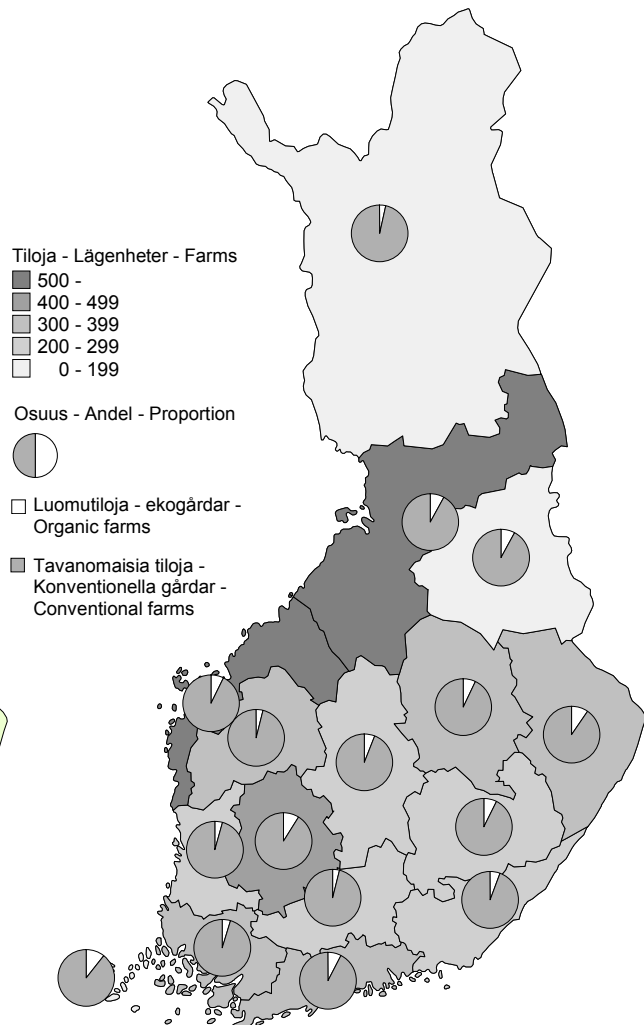 Tiloja - Lägenheter - Farms
500 -
400 - 499
300 - 399
200 - 299
0 - 199
Osuus - Andel - Proportion
Luomutiloja - ekogårdar -
Organic farms
Tavanomaisia tiloja -
Konventionella gårdar -
Conventional farms